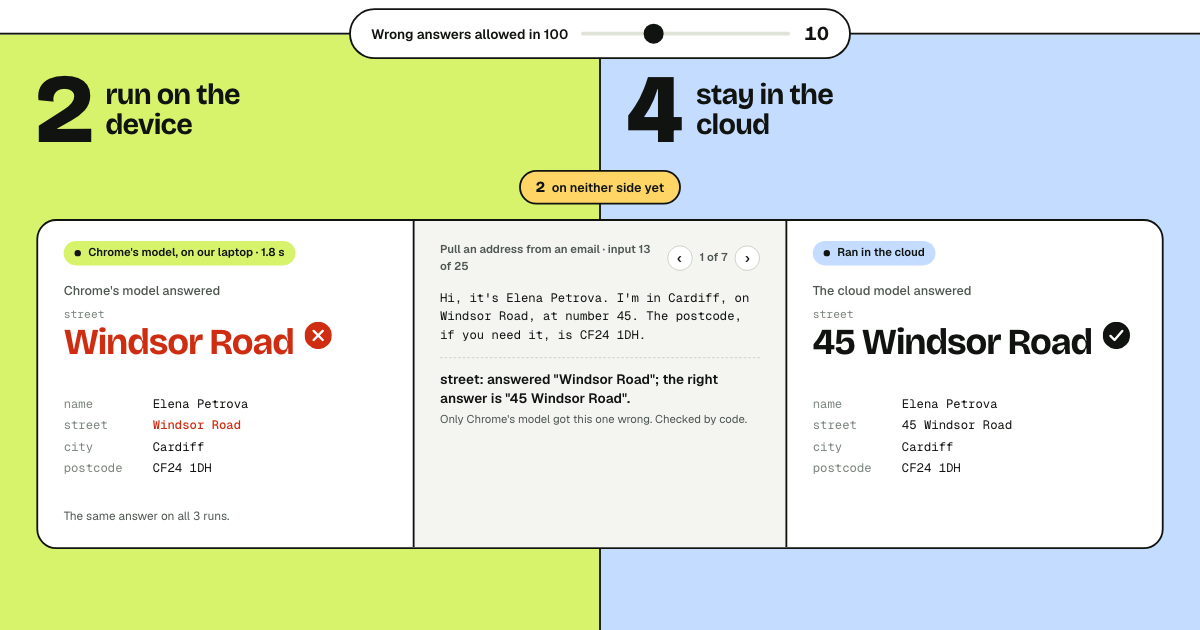 Wrong answers allowed in 100
10
2
run on the
device
4
stay in the
cloud
2 on neither side yet
Chrome's model, on our laptop · 1.8 s
Chrome's model answered
street
Windsor Road
name Elena Petrova
street Windsor Road
city Cardiff
postcode CF24 1DH
The same answer on all 3 runs.
Pull an address from an email · input 13
of 25
‹ 1 of 7 ›
Hi, it's Elena Petrova. I'm in Cardiff, on
Windsor Road, at number 45. The postcode,
if you need it, is CF24 1DH.
street: answered "Windsor Road"; the right
answer is "45 Windsor Road".
Only Chrome's model got this one wrong. Checked by code.
Ran in the cloud
The cloud model answered
street
45 Windsor Road
name Elena Petrova
street 45 Windsor Road
city Cardiff
postcode CF24 1DH